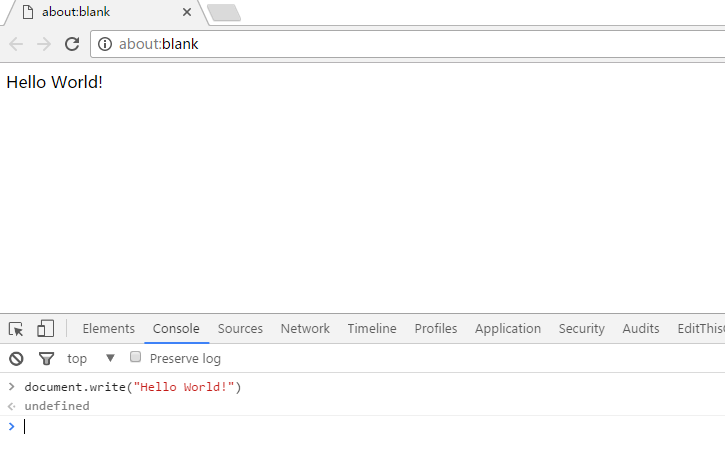 about:blank
about:blank
Hello World!
Elements Console Sources Network Timeline Profiles Application Security Audits EditThisC
top Preserve log
document.write("Hello World!")
undefined